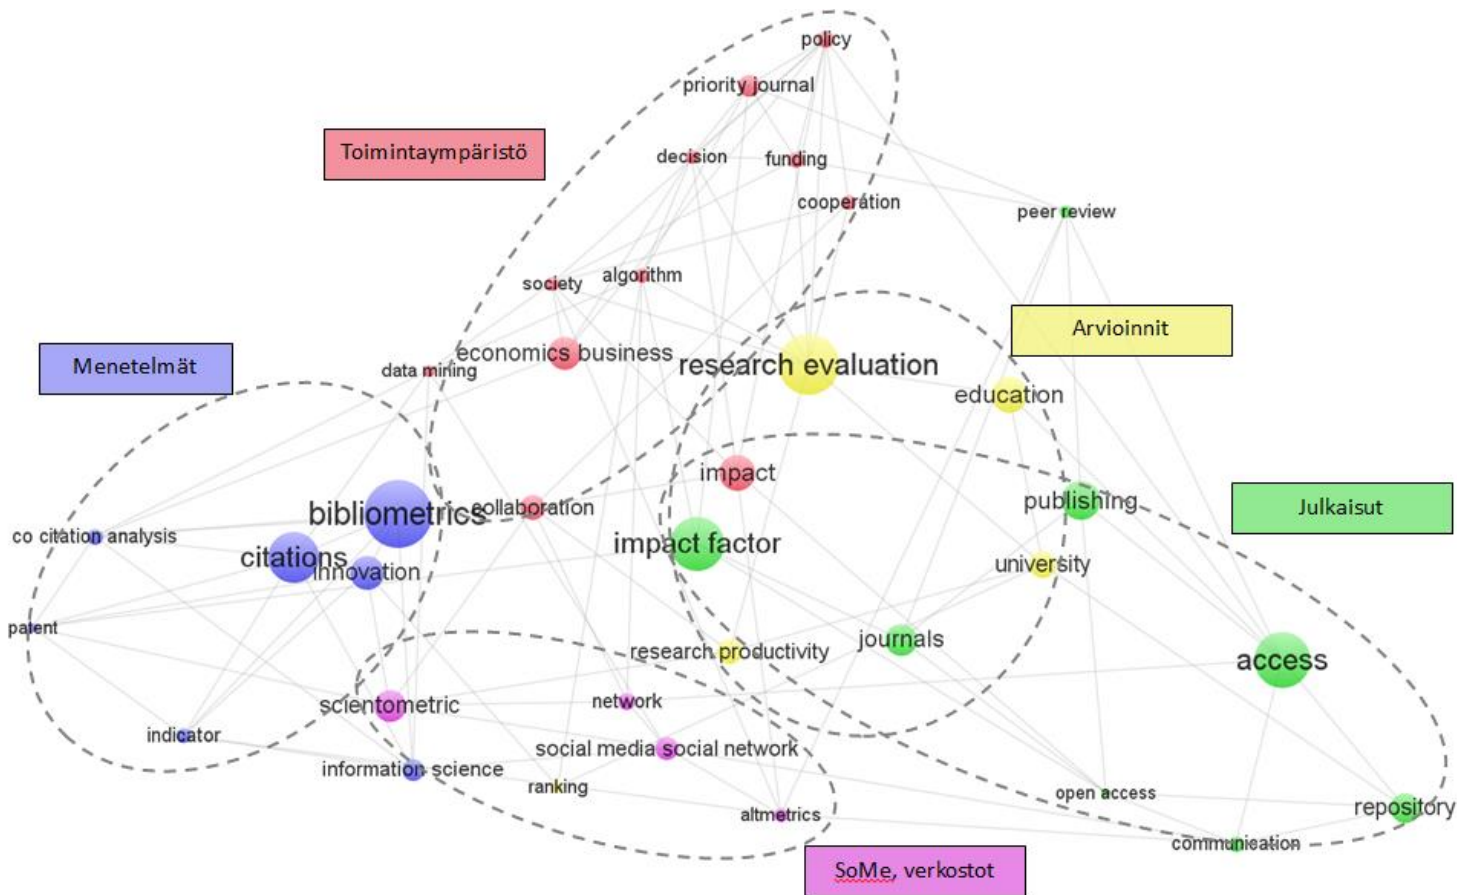 policy
priority journal
Toimintaympäristö
decision
funding
cooperation
peer review
society
algorithm
Arvioinnit
Menetelmät
data mining
economics business
research evaluation
education
impact
bibliometrics
collaboration
publishing
Julkaisut
co citation analysis
citations
innovation
impact factor
university
patent
research productivity
journals
access
scientometric
network
indicator
social media social network
information science
ranking
open access
repository
altmetrics
communication
SoMe, verkostot